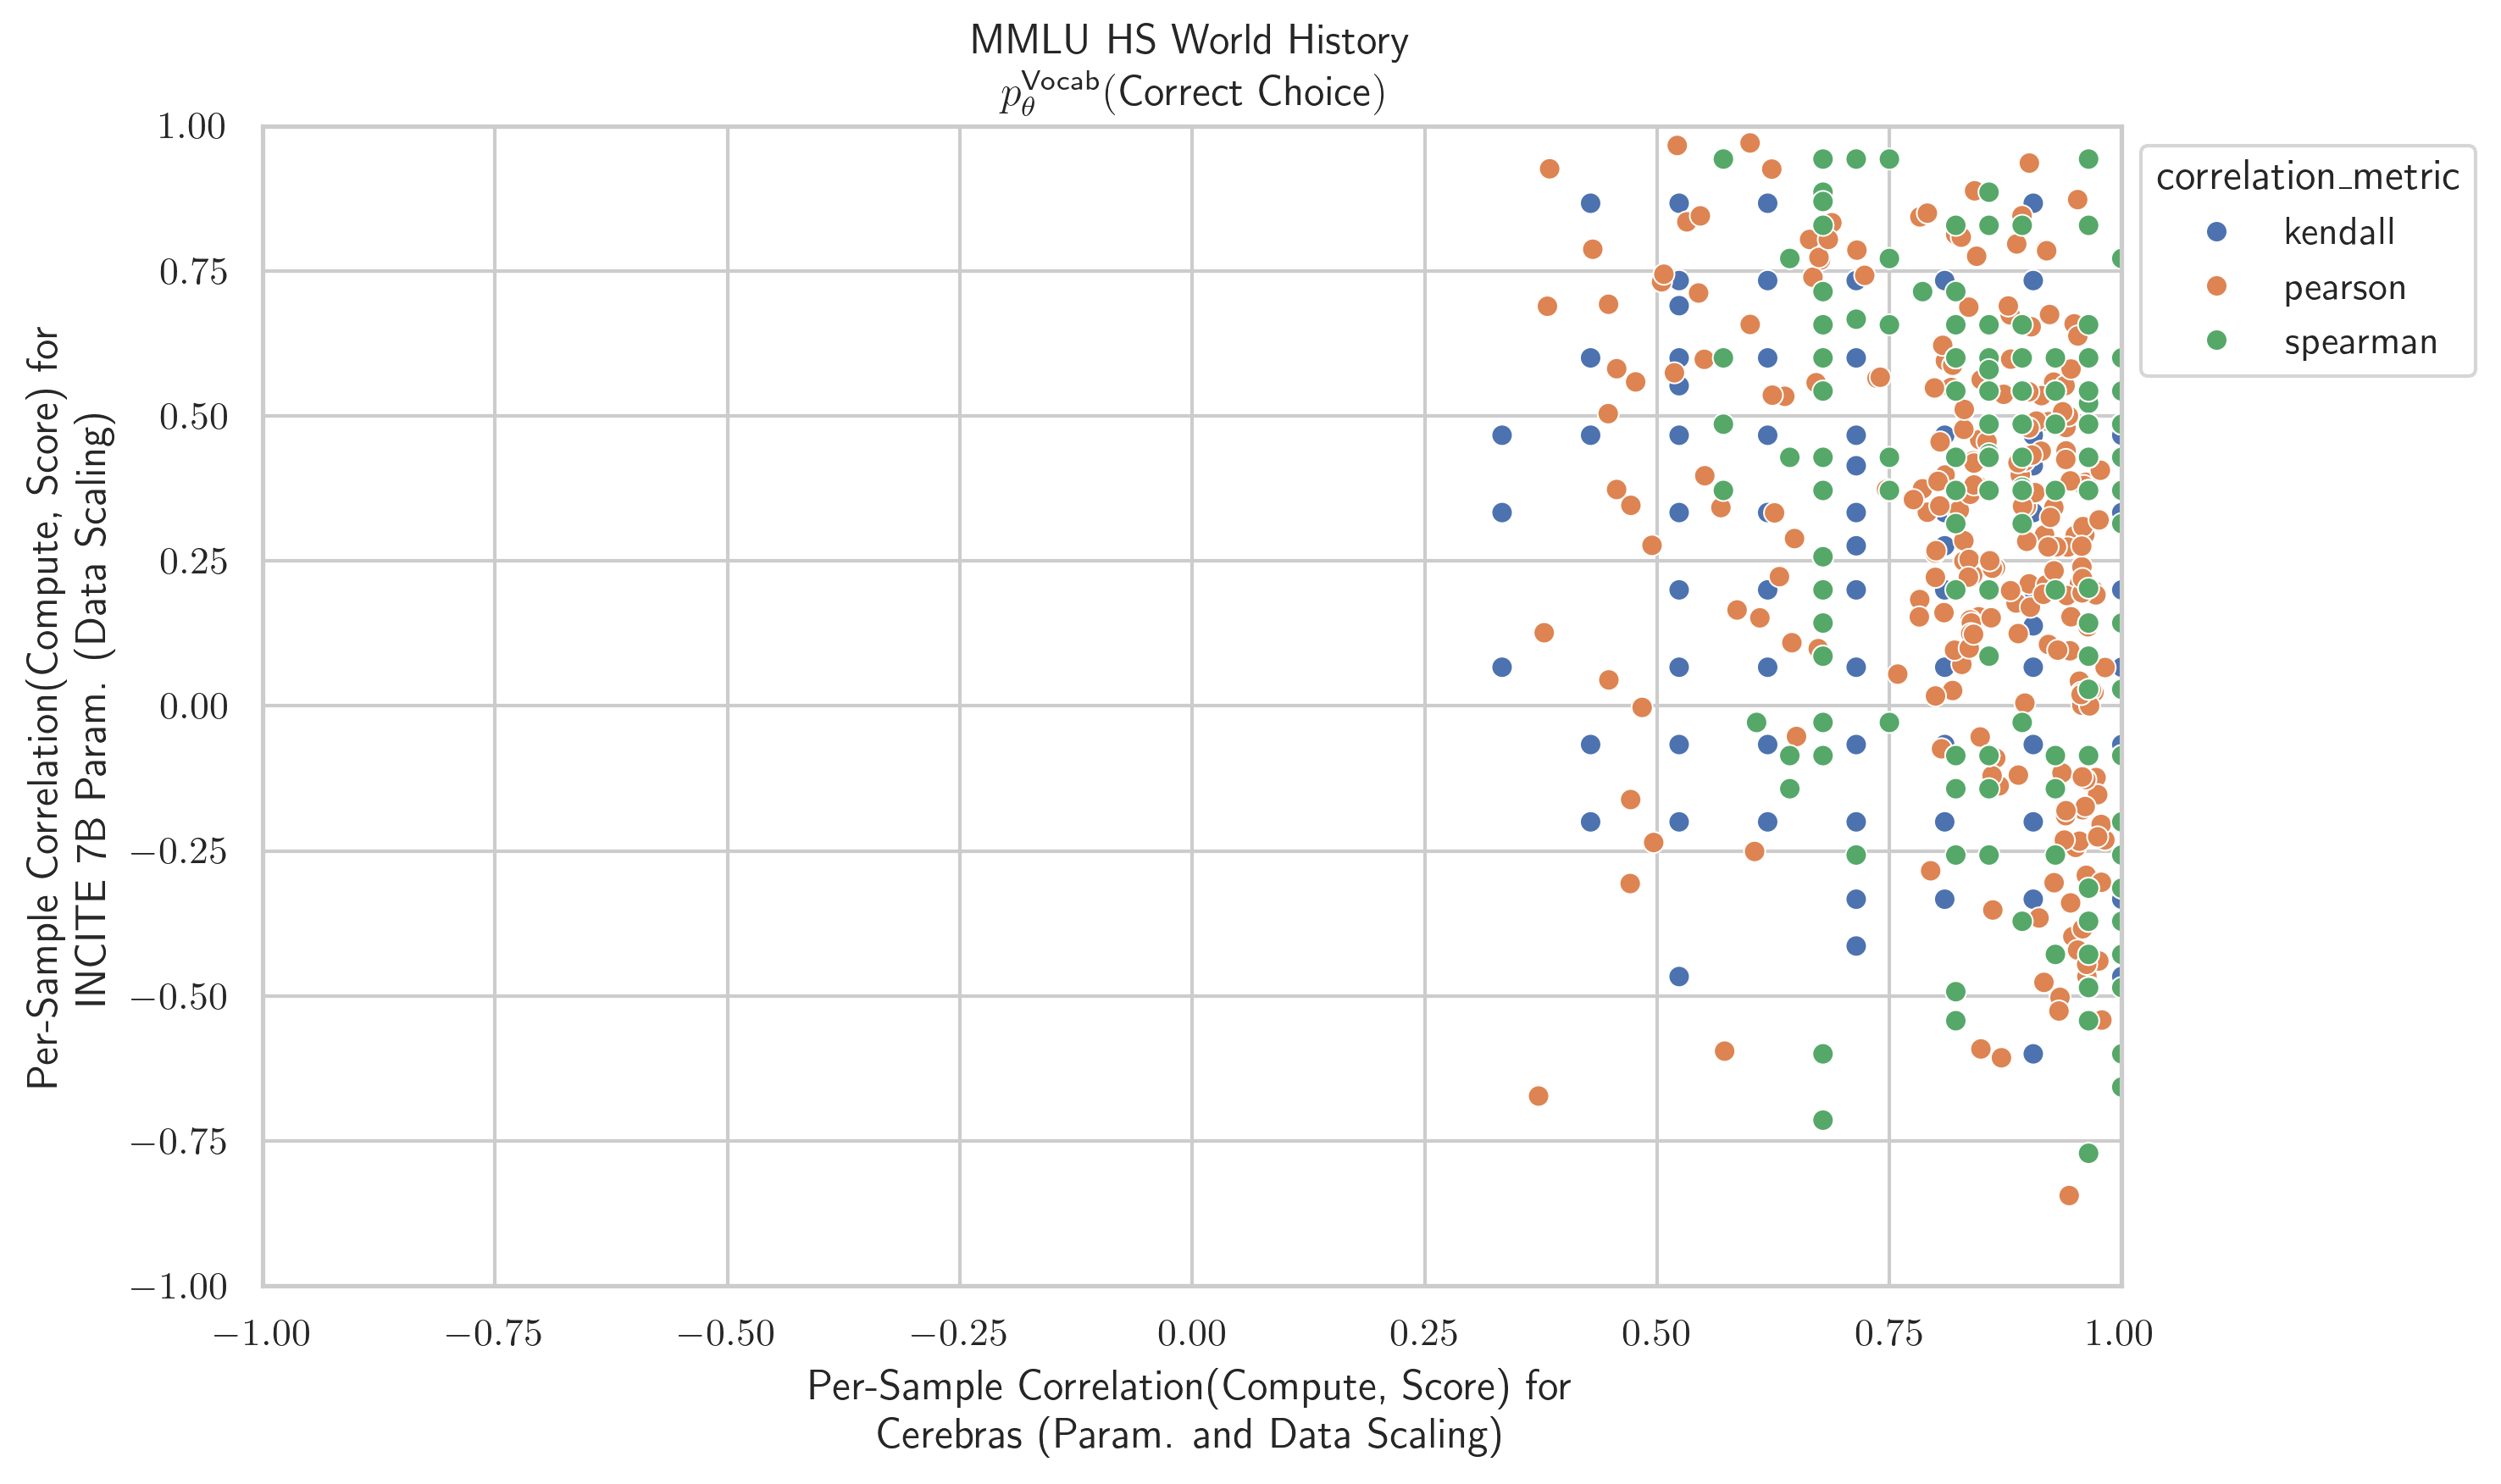 MMLU HS World History
p_θ^Vocab(Correct Choice)
1.00
0.75
0.50
0.25
0.00
−0.25
−0.50
−0.75
−1.00
Per-Sample Correlation(Compute, Score) for
INCITE 7B Param. (Data Scaling)
correlation_metric
kendall
pearson
spearman
−1.00 −0.75 −0.50 −0.25 0.00 0.25 0.50 0.75 1.00
Per-Sample Correlation(Compute, Score) for
Cerebras (Param. and Data Scaling)